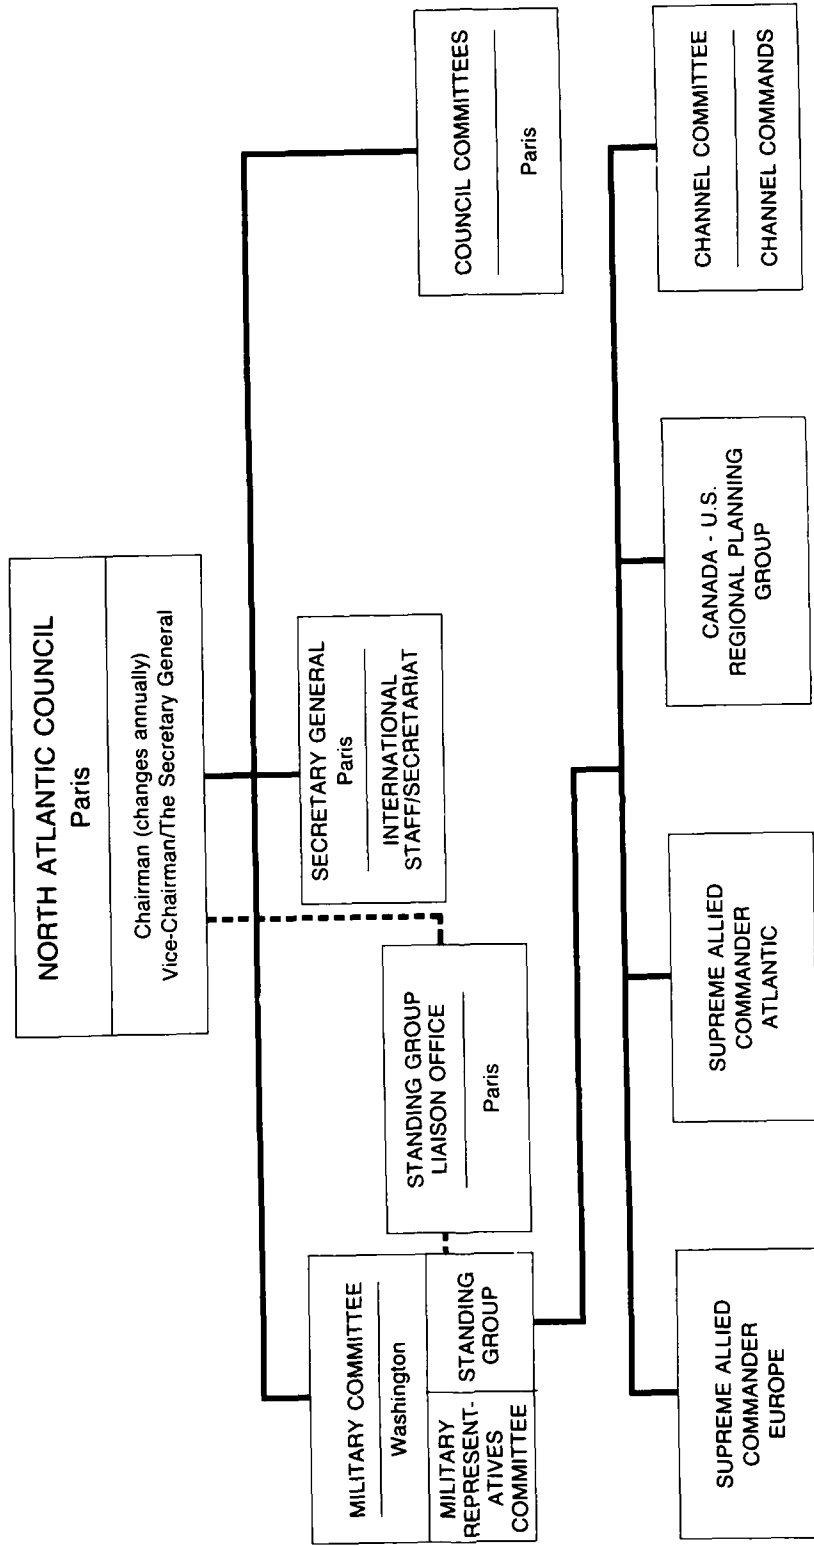 NORTH ATLANTIC COUNCIL
Paris
Chairman (changes annually)
Vice-Chairman/The Secretary General
MILITARY COMMITTEE
Washington
MILITARY
REPRESENT-
ATIVES
COMMITTEE
STANDING
GROUP
STANDING GROUP
LIAISON OFFICE
Paris
SECRETARY GENERAL
Paris
INTERNATIONAL
STAFF/SECRETARIAT
COUNCIL COMMITTEES
Paris
SUPREME ALLIED
COMMANDER
EUROPE
SUPREME ALLIED
COMMANDER
ATLANTIC
CANADA - U.S.
REGIONAL PLANNING
GROUP
CHANNEL COMMITTEE
CHANNEL COMMANDS